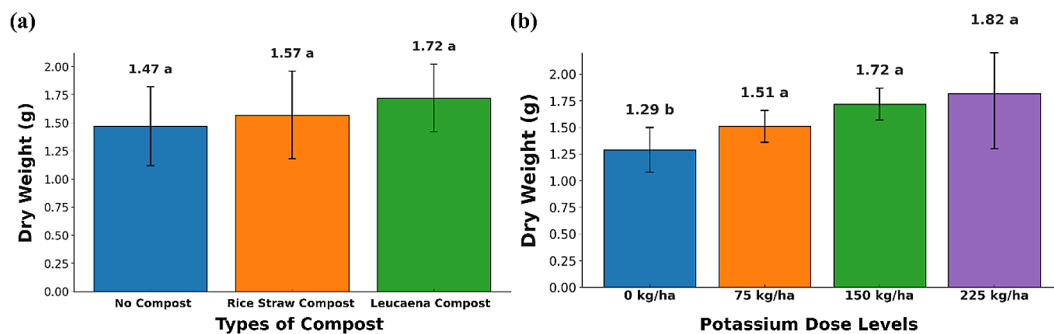 (a)
1.47 a
1.57 a
1.72 a
2.00
1.75
1.50
1.25
1.00
0.75
0.50
0.25
0.00
Dry Weight (g)
No Compost
Rice Straw Compost
Leucaena Compost
Types of Compost
(b)
1.29 b
1.51 a
1.72 a
1.82 a
2.00
1.75
1.50
1.25
1.00
0.75
0.50
0.25
0.00
Dry Weight (g)
0 kg/ha
75 kg/ha
150 kg/ha
225 kg/ha
Potassium Dose Levels